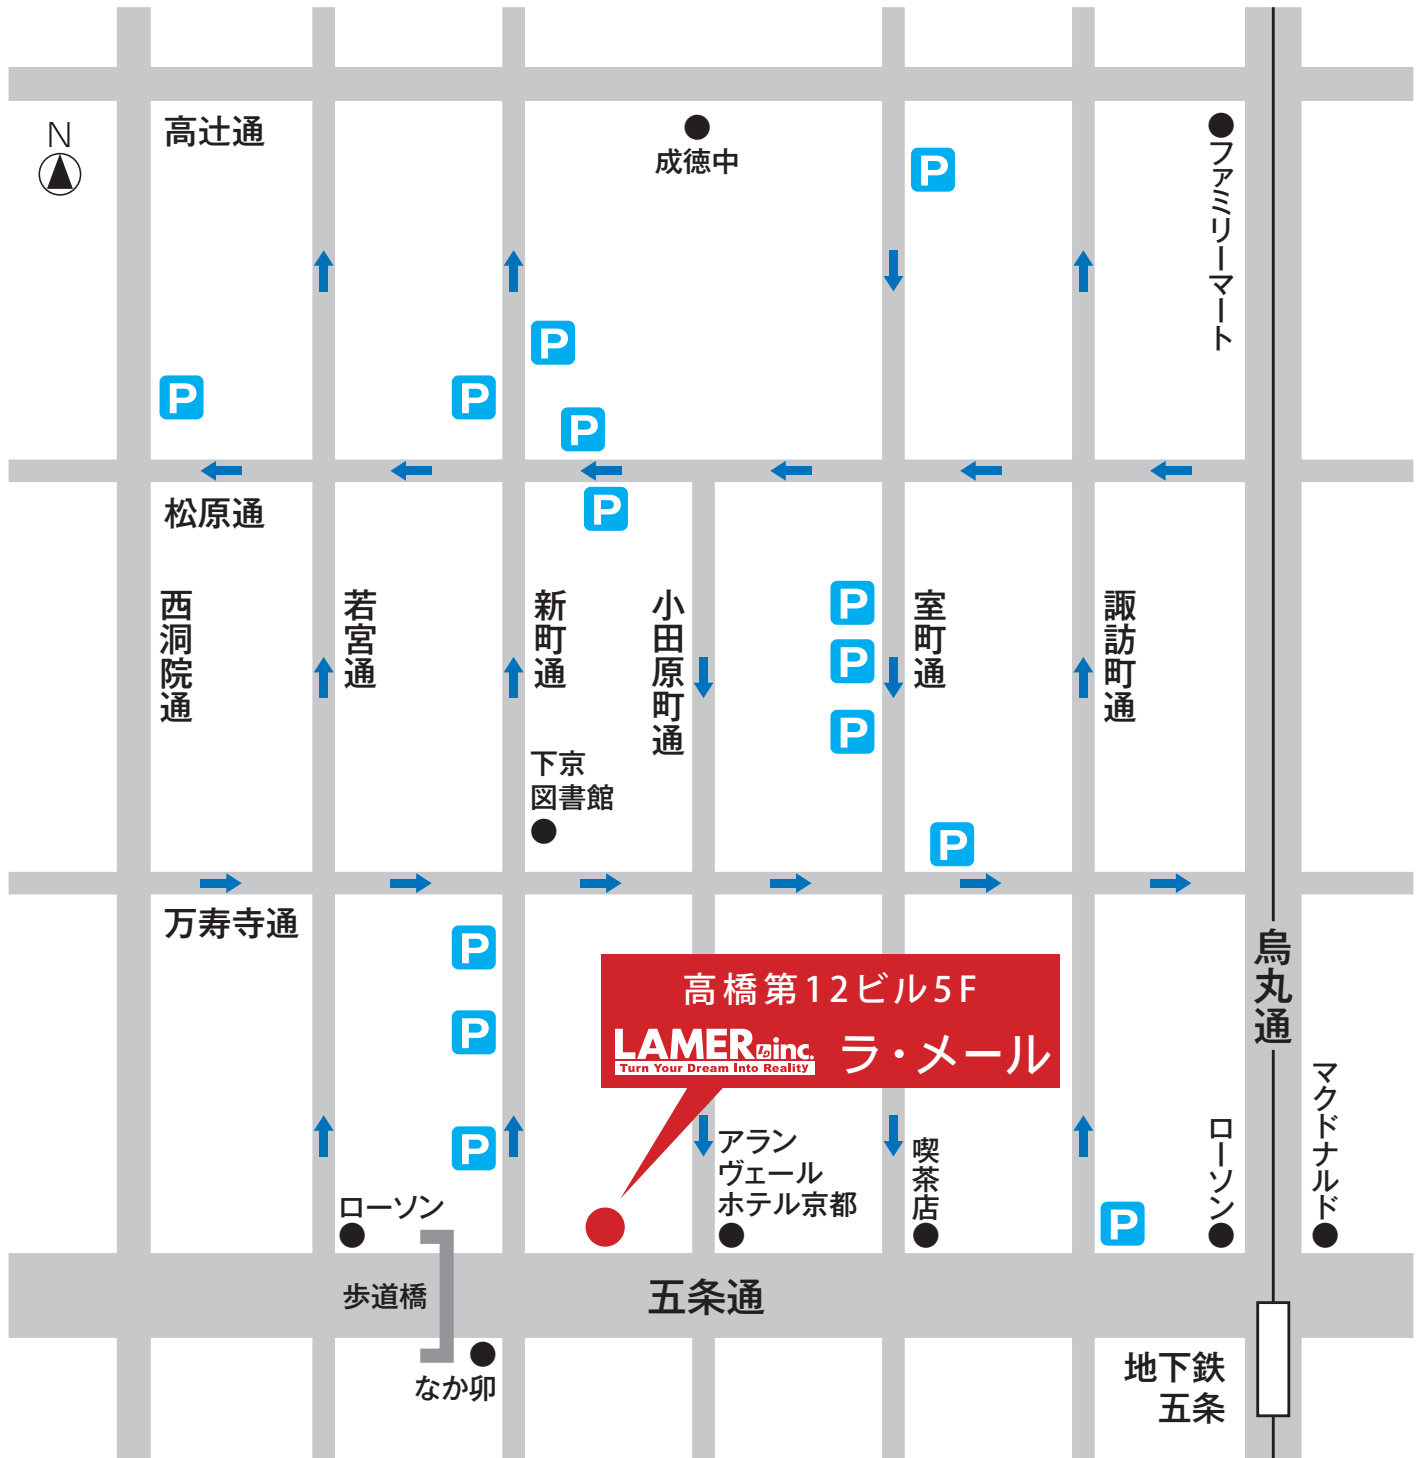 N
高辻通
成徳中
P
ファミリーマート
P
P
P
P
松原通
P
西洞院通
若宮通
新町通
小田原町通
P
P
P
室町通
諏訪町通
下京
図書館
P
万寿寺通
P
P
P
高橋第12ビル5F
LAMER inc.
Turn Your Dream Into Reality
ラ・メール
烏丸通
アラン
ヴェール
ホテル京都
喫茶店
P
ローソン
マクドナルド
ローソン
歩道橋
五条通
なか卯
地下鉄
五条